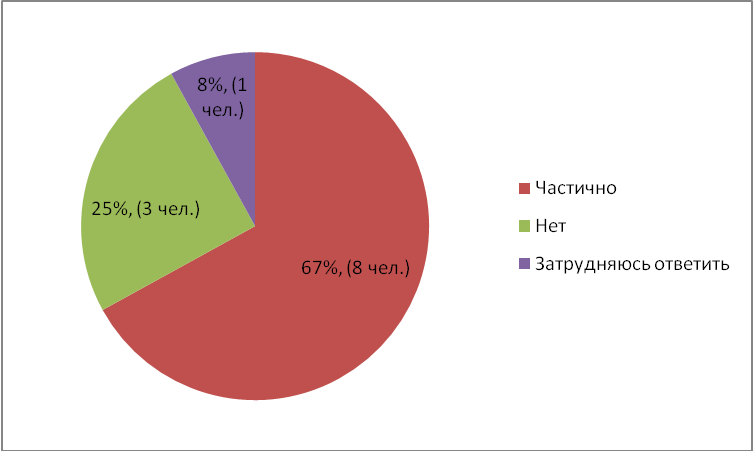 8%, (1
чел.)
25%, (3 чел.)
67%, (8 чел.)
Частично
Нет
Затрудняюсь ответить